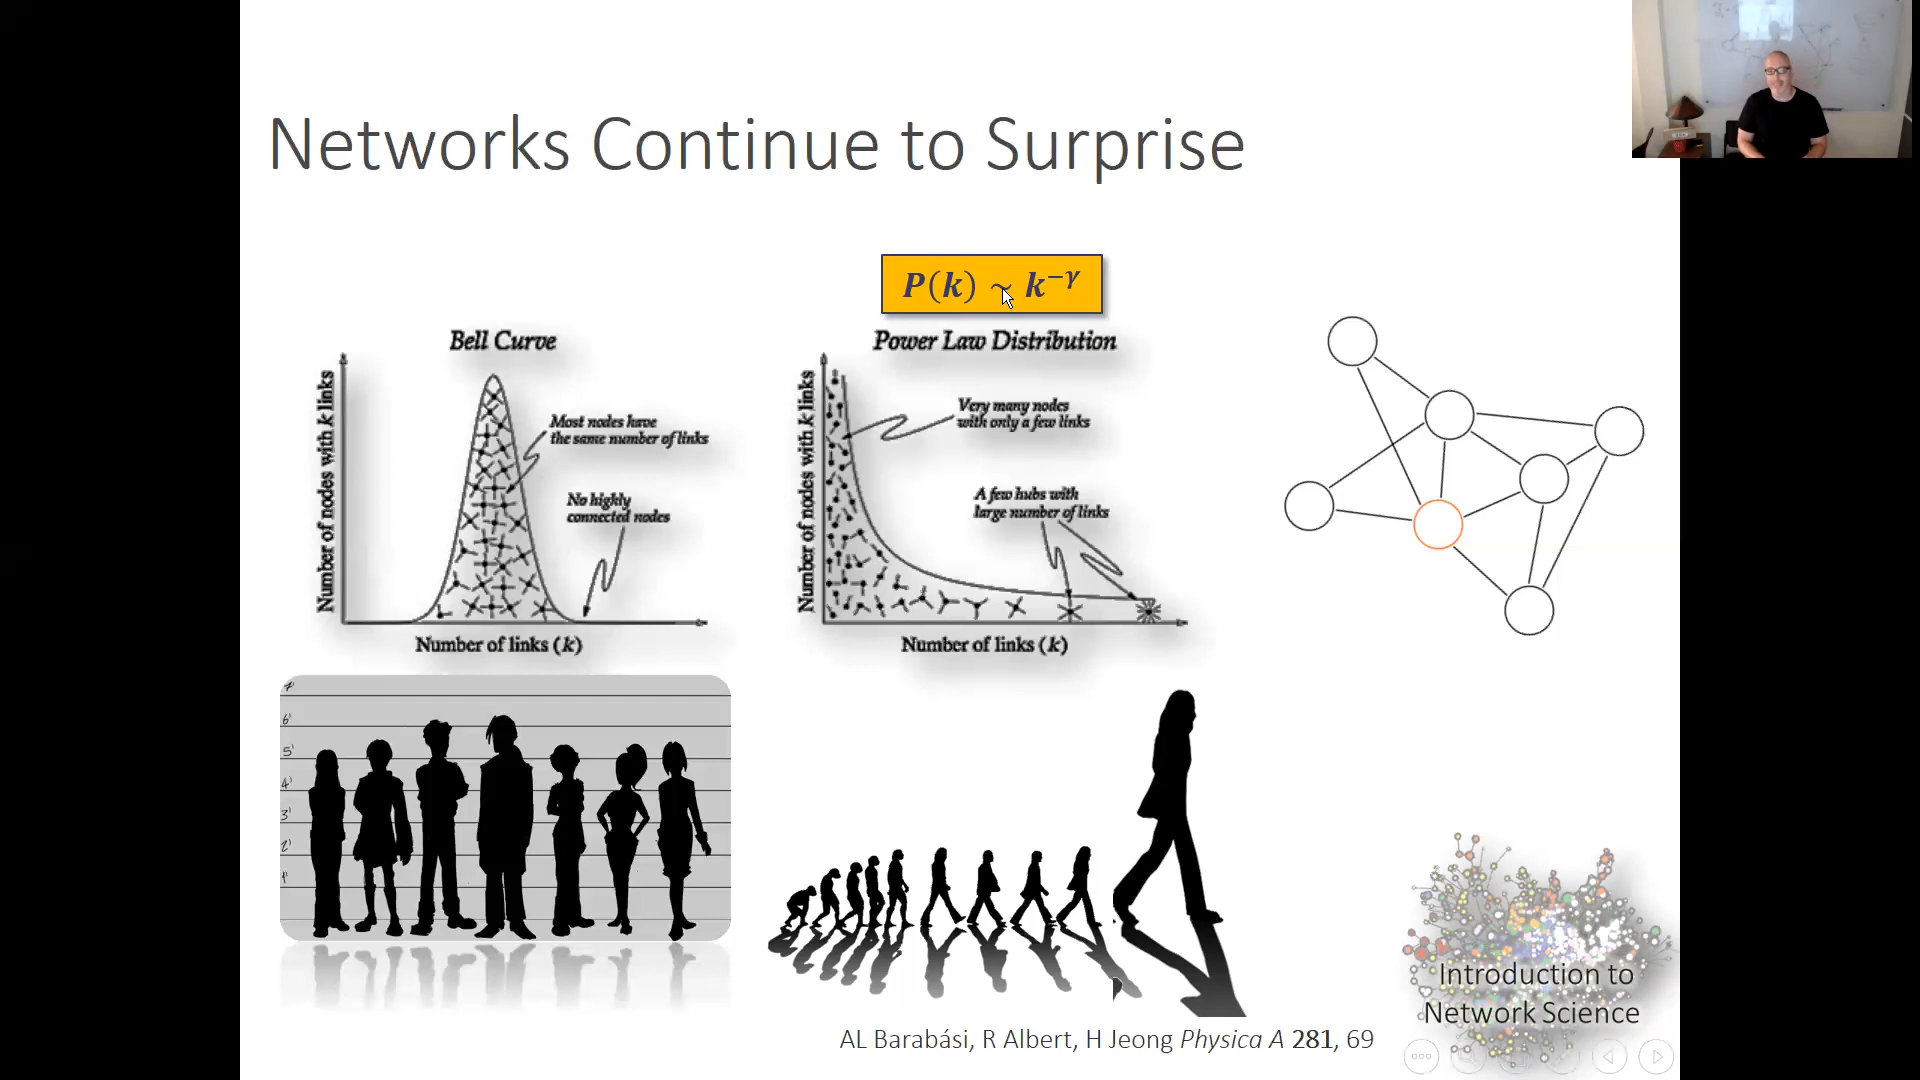 Networks Continue to Surprise
P(k) ~ k^−γ
Bell Curve
Number of nodes with k links
Most nodes have
the same number of links
No highly
connected nodes
Number of links (k)
Power Law Distribution
Number of nodes with k links
Very many nodes
with only a few links
A few hubs with
large number of links
Number of links (k)
6'
5'
4'
3'
2'
1'
Introduction to
Network Science
AL Barabási, R Albert, H Jeong Physica A 281, 69